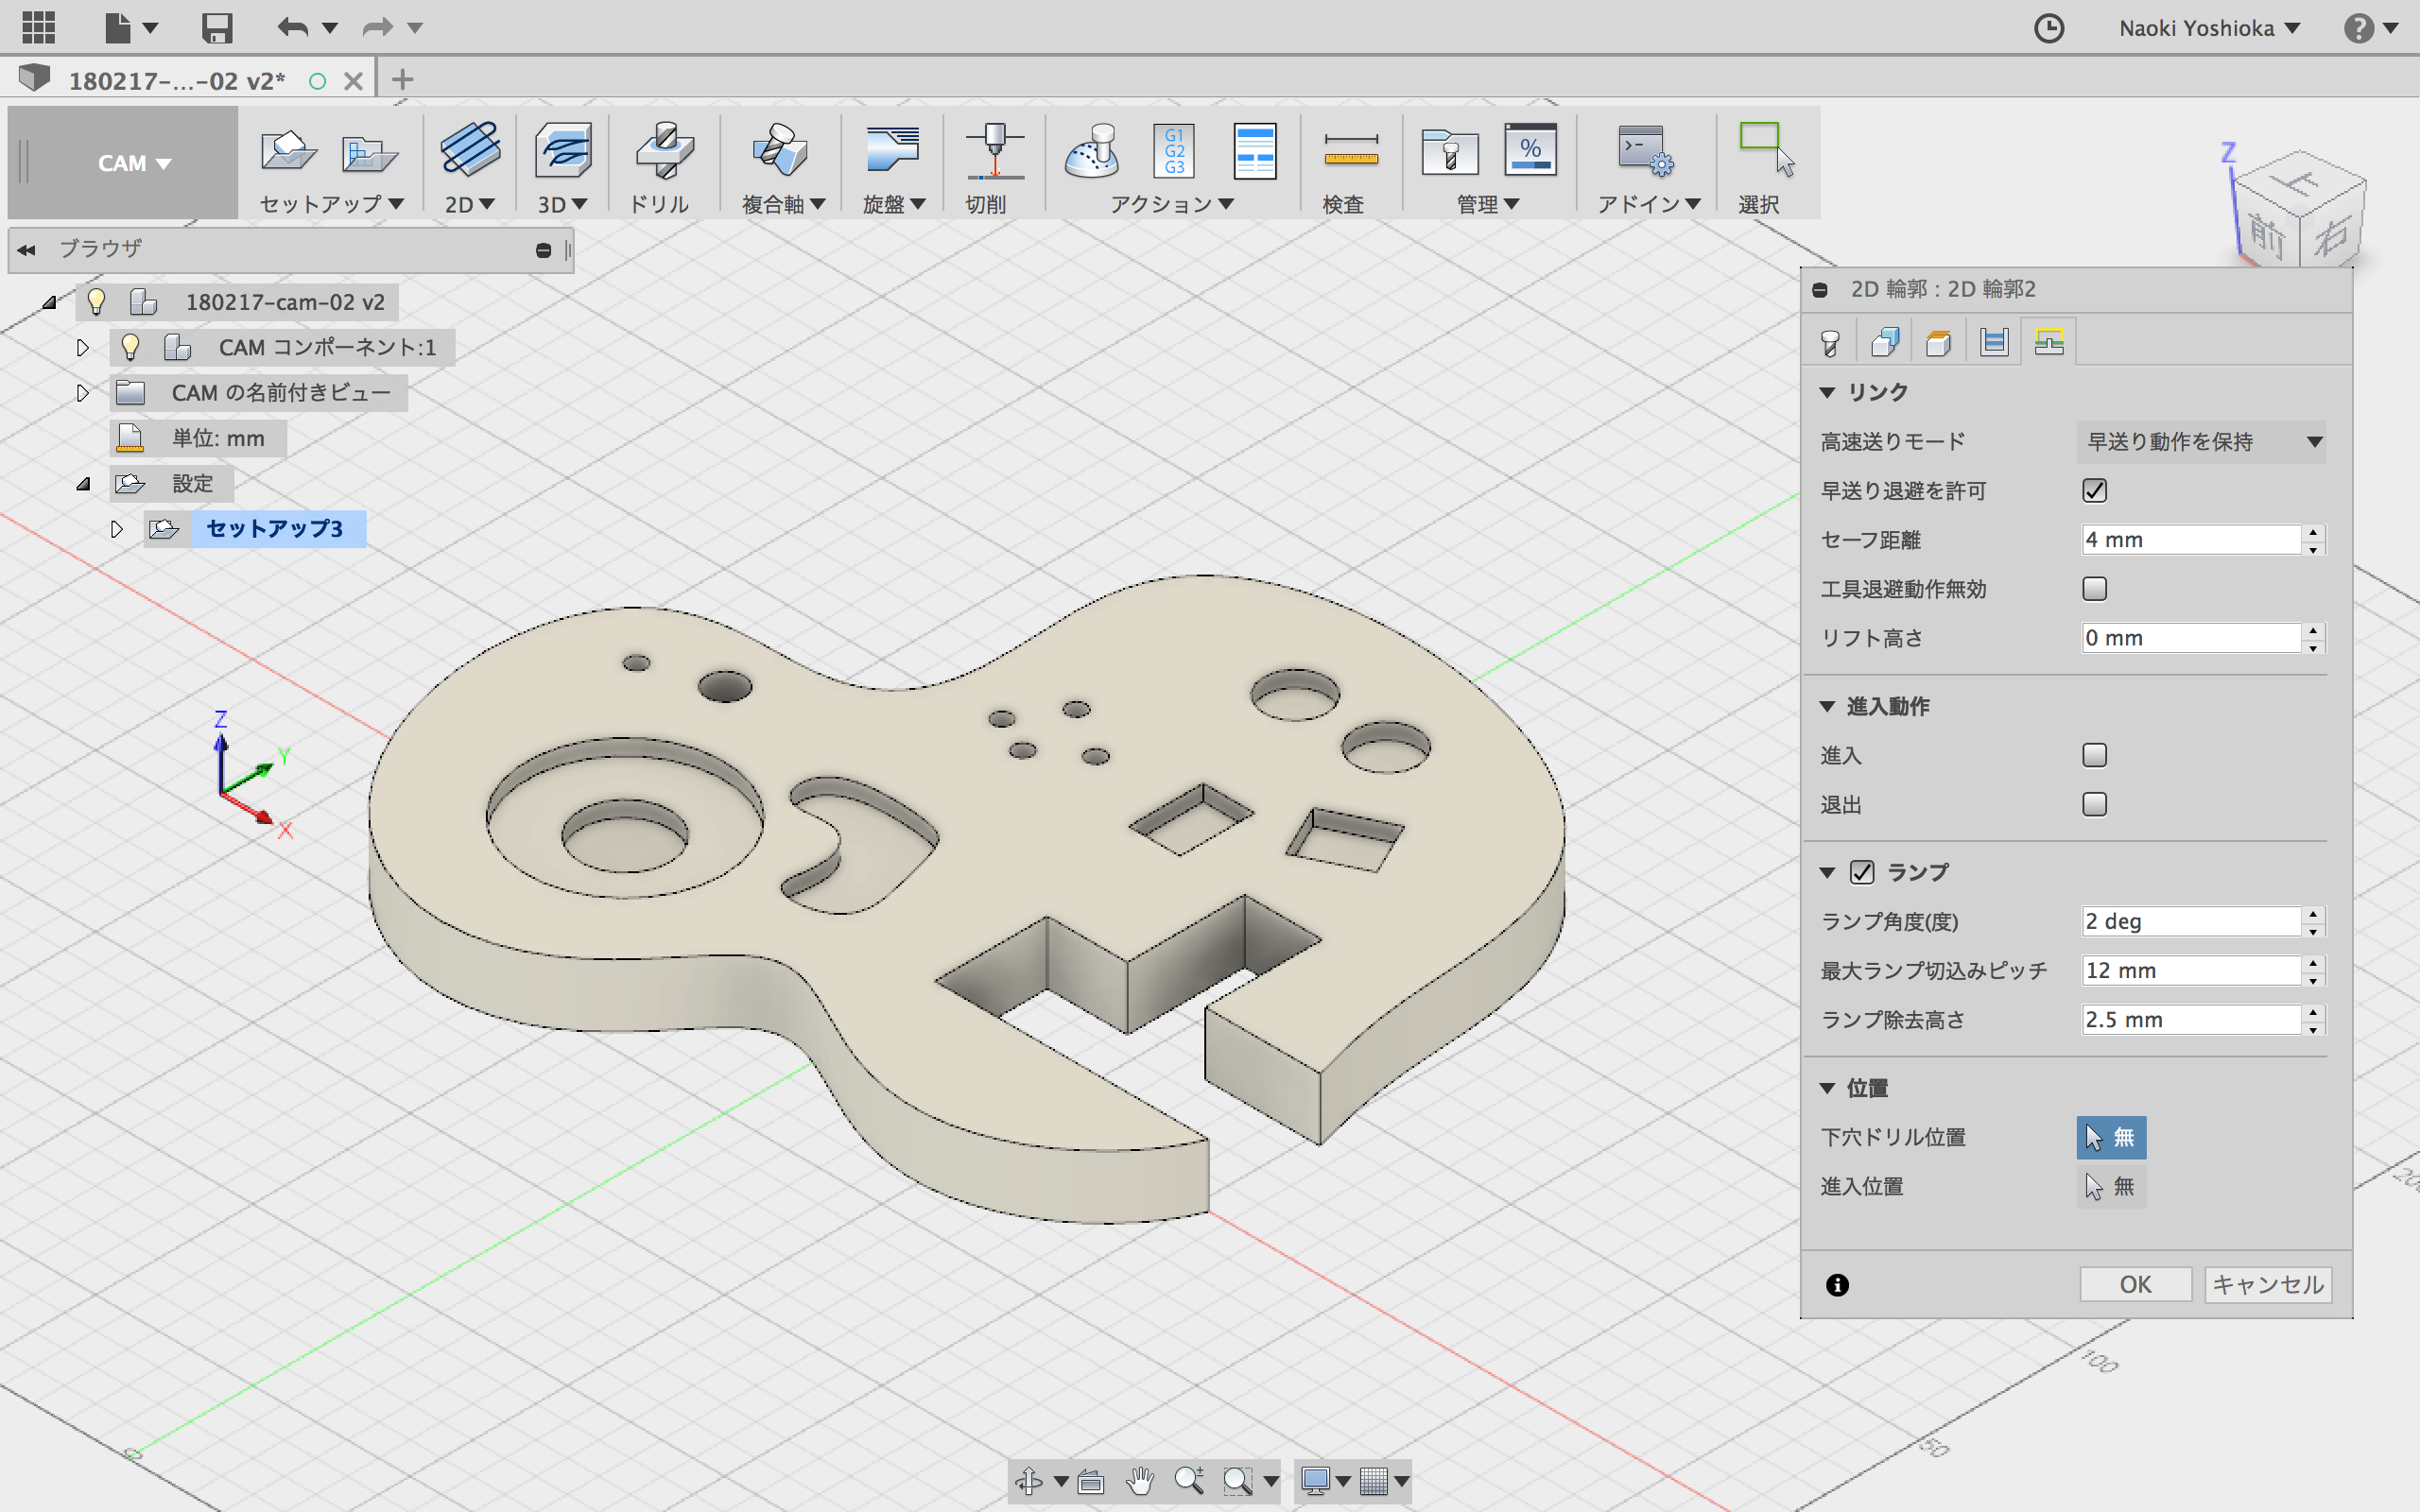 Naoki Yoshioka
?
180217-...-02 v2*
CAM
G1
G2
G3
%
セットアップ
2D
3D
ドリル
複合軸
旋盤
切削
アクション
検査
管理
アドイン
選択
ブラウザ
180217-cam-02 v2
CAM コンポーネント:1
CAM の名前付きビュー
単位: mm
設定
セットアップ3
Z
上
前
右
Z
Y
X
2D 輪郭 : 2D 輪郭2
リンク
高速送りモード 早送り動作を保持
早送り退避を許可
セーフ距離 4 mm
工具退避動作無効
リフト高さ 0 mm
進入動作
進入
退出
ランプ
ランプ角度(度) 2 deg
最大ランプ切込みピッチ 12 mm
ランプ除去高さ 2.5 mm
位置
下穴ドリル位置 無
進入位置 無
OK キャンセル
100
50
0